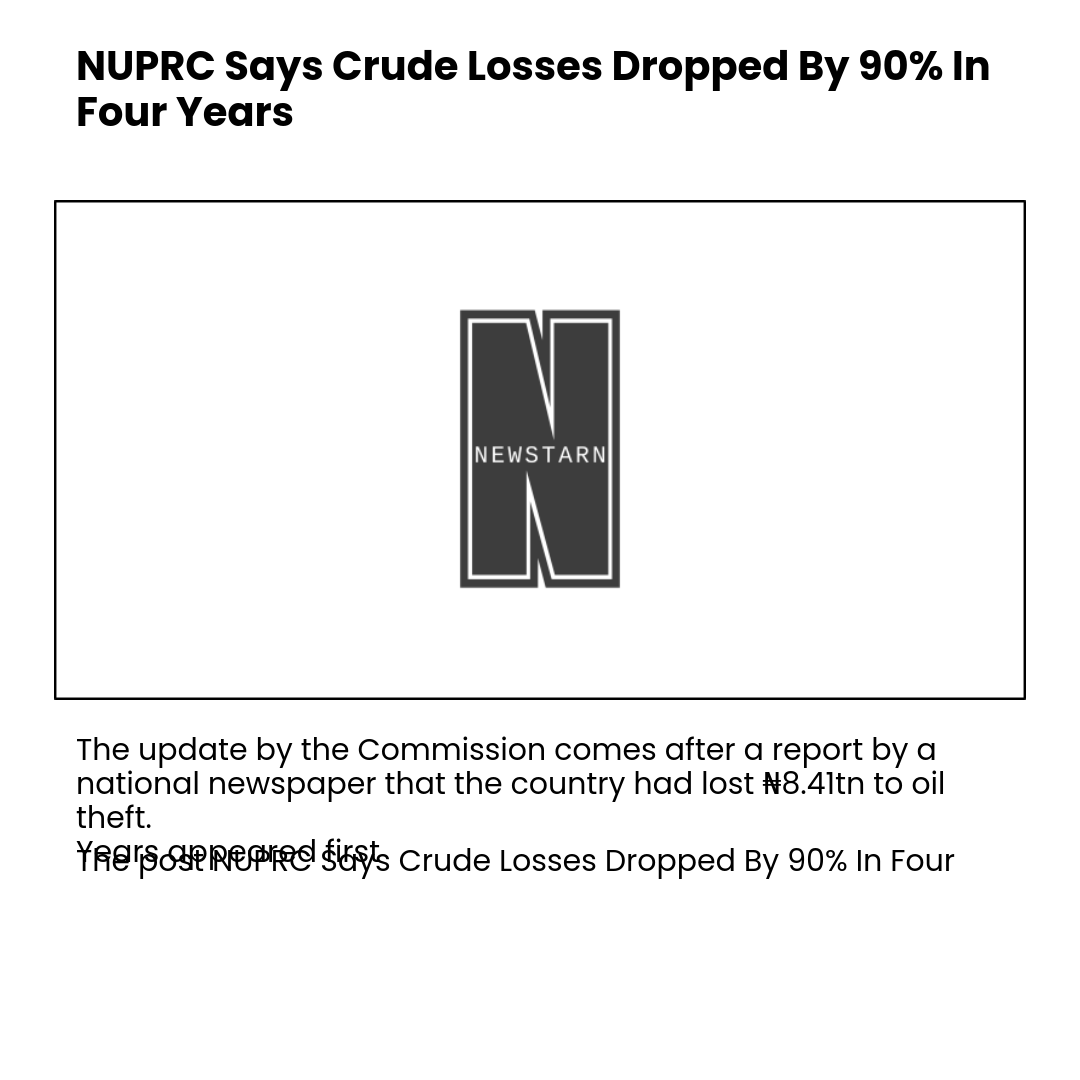 NUPRC Says Crude Losses Dropped By 90% In
Four Years
NEWSTARN
The update by the Commission comes after a report by a
national newspaper that the country had lost ₦8.41tn to oil
theft.
The post NUPRC Says Crude Losses Dropped By 90% In Four
Years appeared first